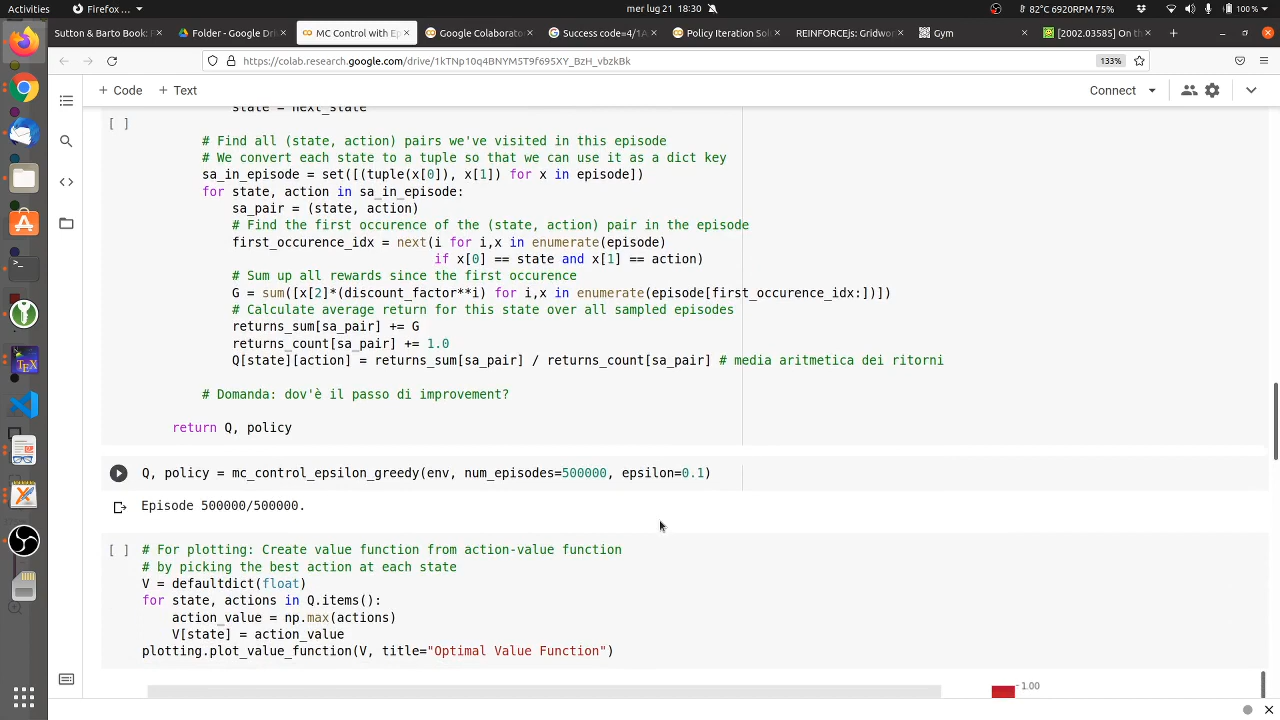 Activities
Firefox ...
mer lug 21 18:30
82°C 6920RPM 75%
100%
Sutton & Barto Book: F
Folder - Google Dri
MC Control with Ep
Google Colaborato
Success code=4/1A
Policy Iteration Sol
REINFORCEjs: Gridwor
Gym
[2002.03585] On th
https://colab.research.google.com/drive/1kTNp10q4BNYM5T9f695XY_BzH_vbzkBk
133%
+ Code + Text
Connect
state = next_state
[ ]
# Find all (state, action) pairs we've visited in this episode
# We convert each state to a tuple so that we can use it as a dict key
sa_in_episode = set([(tuple(x[0]), x[1]) for x in episode])
for state, action in sa_in_episode:
sa_pair = (state, action)
# Find the first occurence of the (state, action) pair in the episode
first_occurence_idx = next(i for i,x in enumerate(episode)
if x[0] == state and x[1] == action)
# Sum up all rewards since the first occurence
G = sum([x[2]*(discount_factor**i) for i,x in enumerate(episode[first_occurence_idx:])])
# Calculate average return for this state over all sampled episodes
returns_sum[sa_pair] += G
returns_count[sa_pair] += 1.0
Q[state][action] = returns_sum[sa_pair] / returns_count[sa_pair] # media aritmetica dei ritorni
# Domanda: dov'è il passo di improvement?
return Q, policy
Q, policy = mc_control_epsilon_greedy(env, num_episodes=500000, epsilon=0.1)
Episode 500000/500000.
[ ] # For plotting: Create value function from action-value function
# by picking the best action at each state
V = defaultdict(float)
for state, actions in Q.items():
action_value = np.max(actions)
V[state] = action_value
plotting.plot_value_function(V, title="Optimal Value Function")
1.00